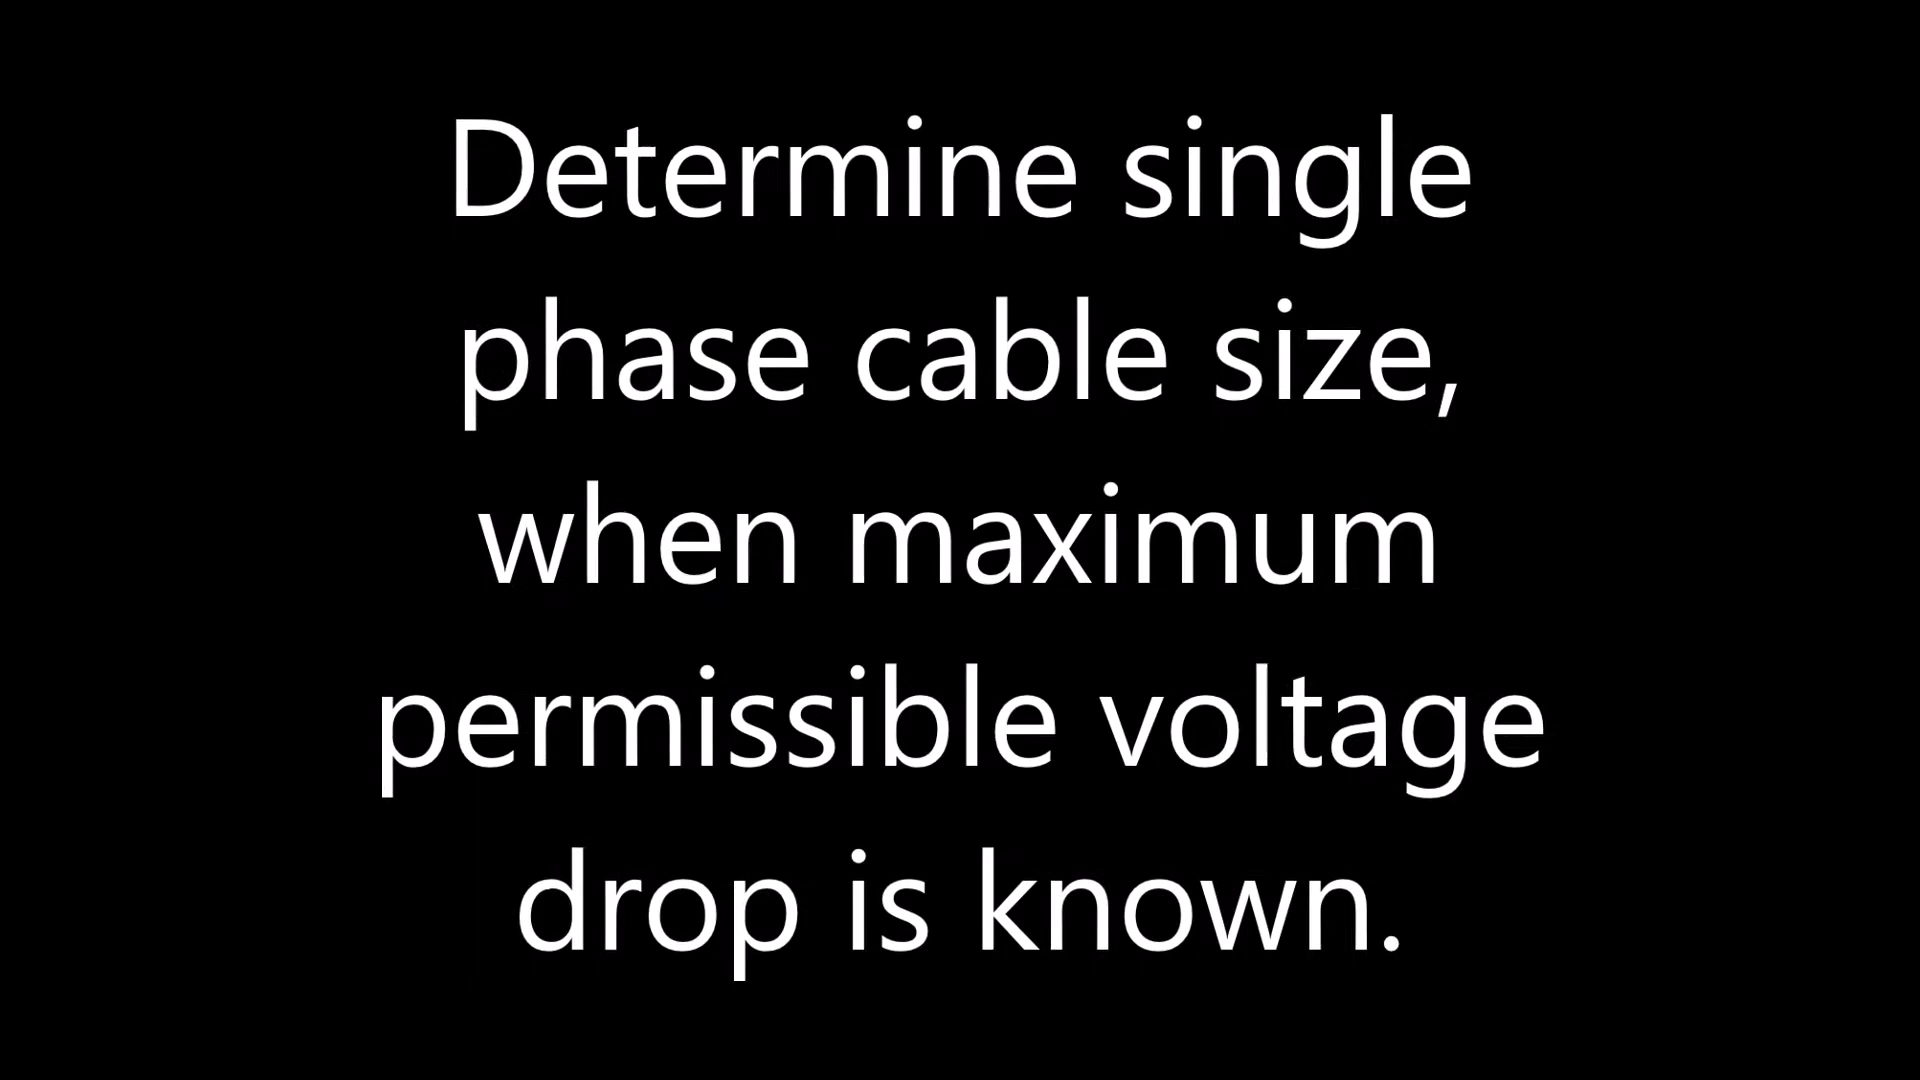 Determine single
phase cable size,
when maximum
permissible voltage
drop is known.